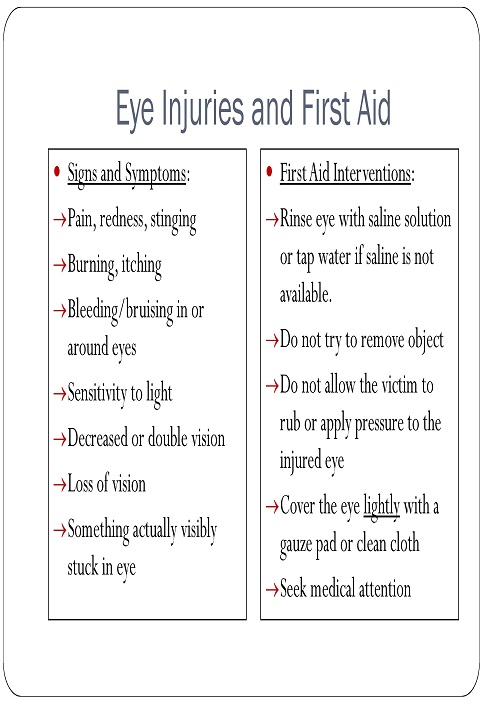 Eye Injuries and First Aid
• Signs and Symptoms:
→Pain, redness, stinging
→Burning, itching
→Bleeding/bruising in or
around eyes
→Sensitivity to light
→Decreased or double vision
→Loss of vision
→Something actually visibly
stuck in eye
• First Aid Interventions:
→Rinse eye with saline solution
or tap water if saline is not
available.
→Do not try to remove object
→Do not allow the victim to
rub or apply pressure to the
injured eye
→Cover the eye lightly with a
gauze pad or clean cloth
→Seek medical attention